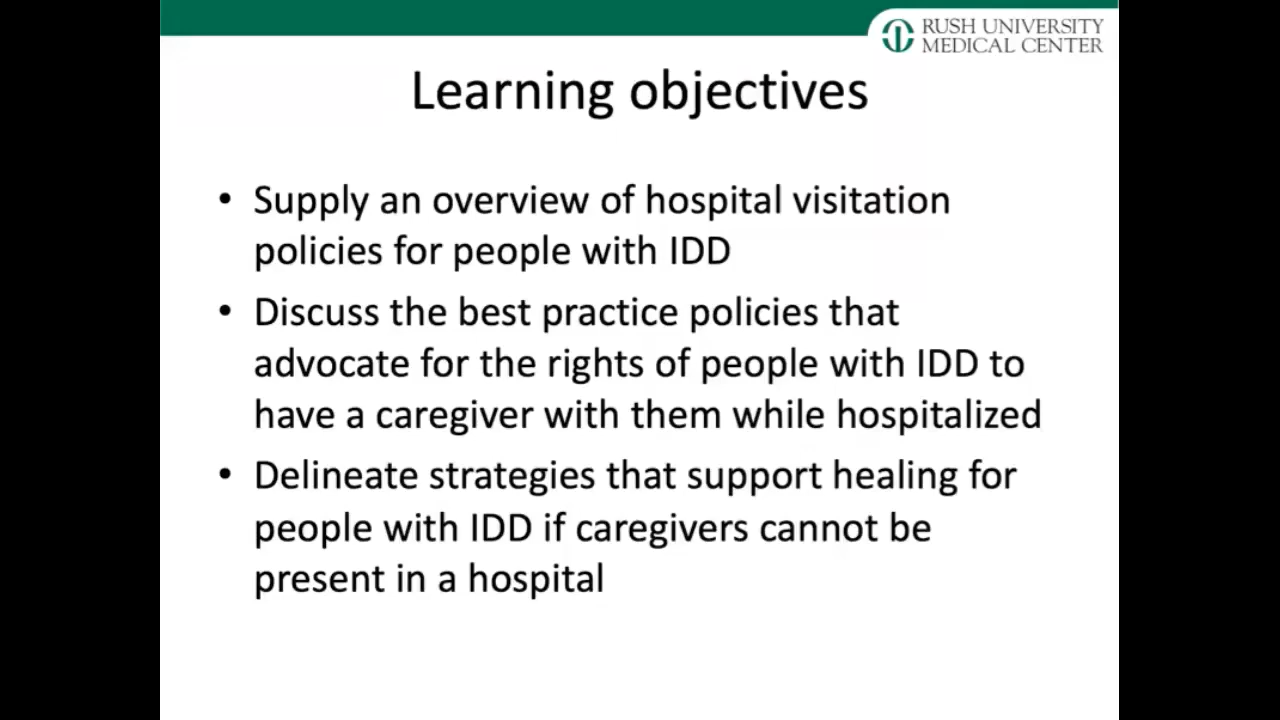 RUSH UNIVERSITY
MEDICAL CENTER
Learning objectives
• Supply an overview of hospital visitation
policies for people with IDD
• Discuss the best practice policies that
advocate for the rights of people with IDD to
have a caregiver with them while hospitalized
• Delineate strategies that support healing for
people with IDD if caregivers cannot be
present in a hospital